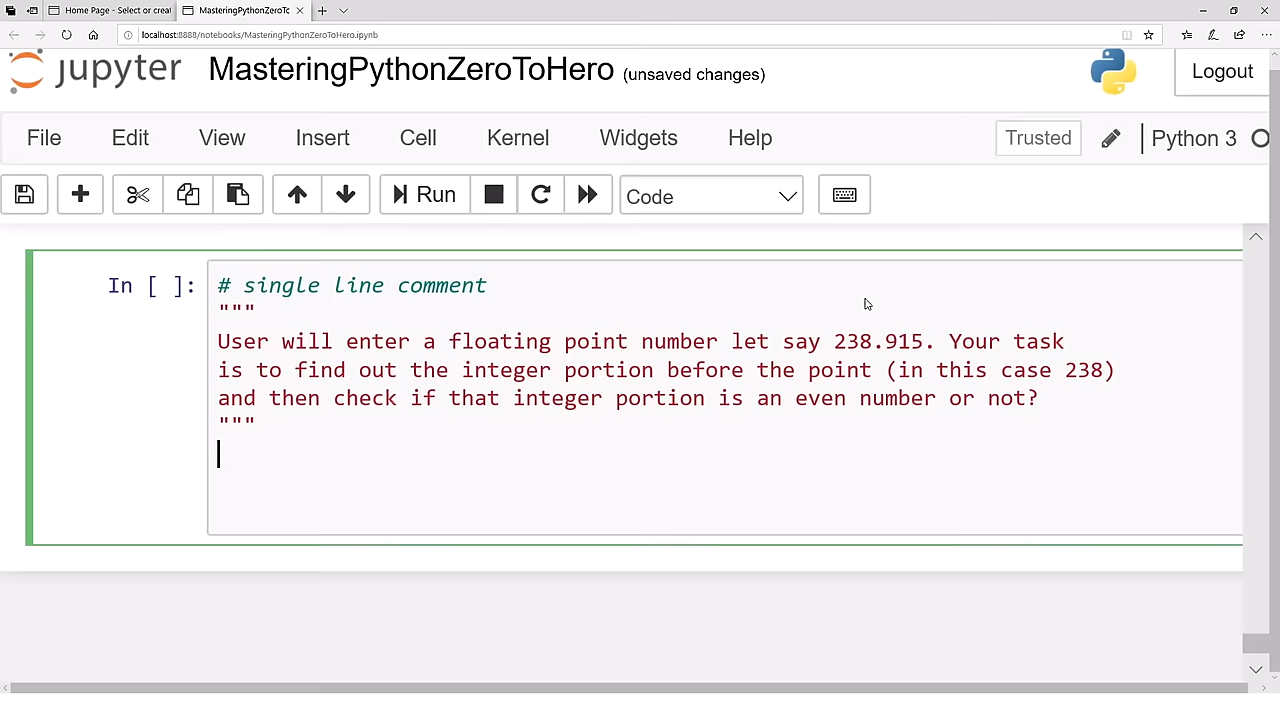 Home Page - Select or creat
MasteringPythonZeroTo
localhost:8888/notebooks/MasteringPythonZeroToHero.ipynb
jupyter MasteringPythonZeroToHero (unsaved changes)
Logout
File Edit View Insert Cell Kernel Widgets Help
Trusted Python 3
Run Code
In [ ]: # single line comment
"""
User will enter a floating point number let say 238.915. Your task
is to find out the integer portion before the point (in this case 238)
and then check if that integer portion is an even number or not?
"""